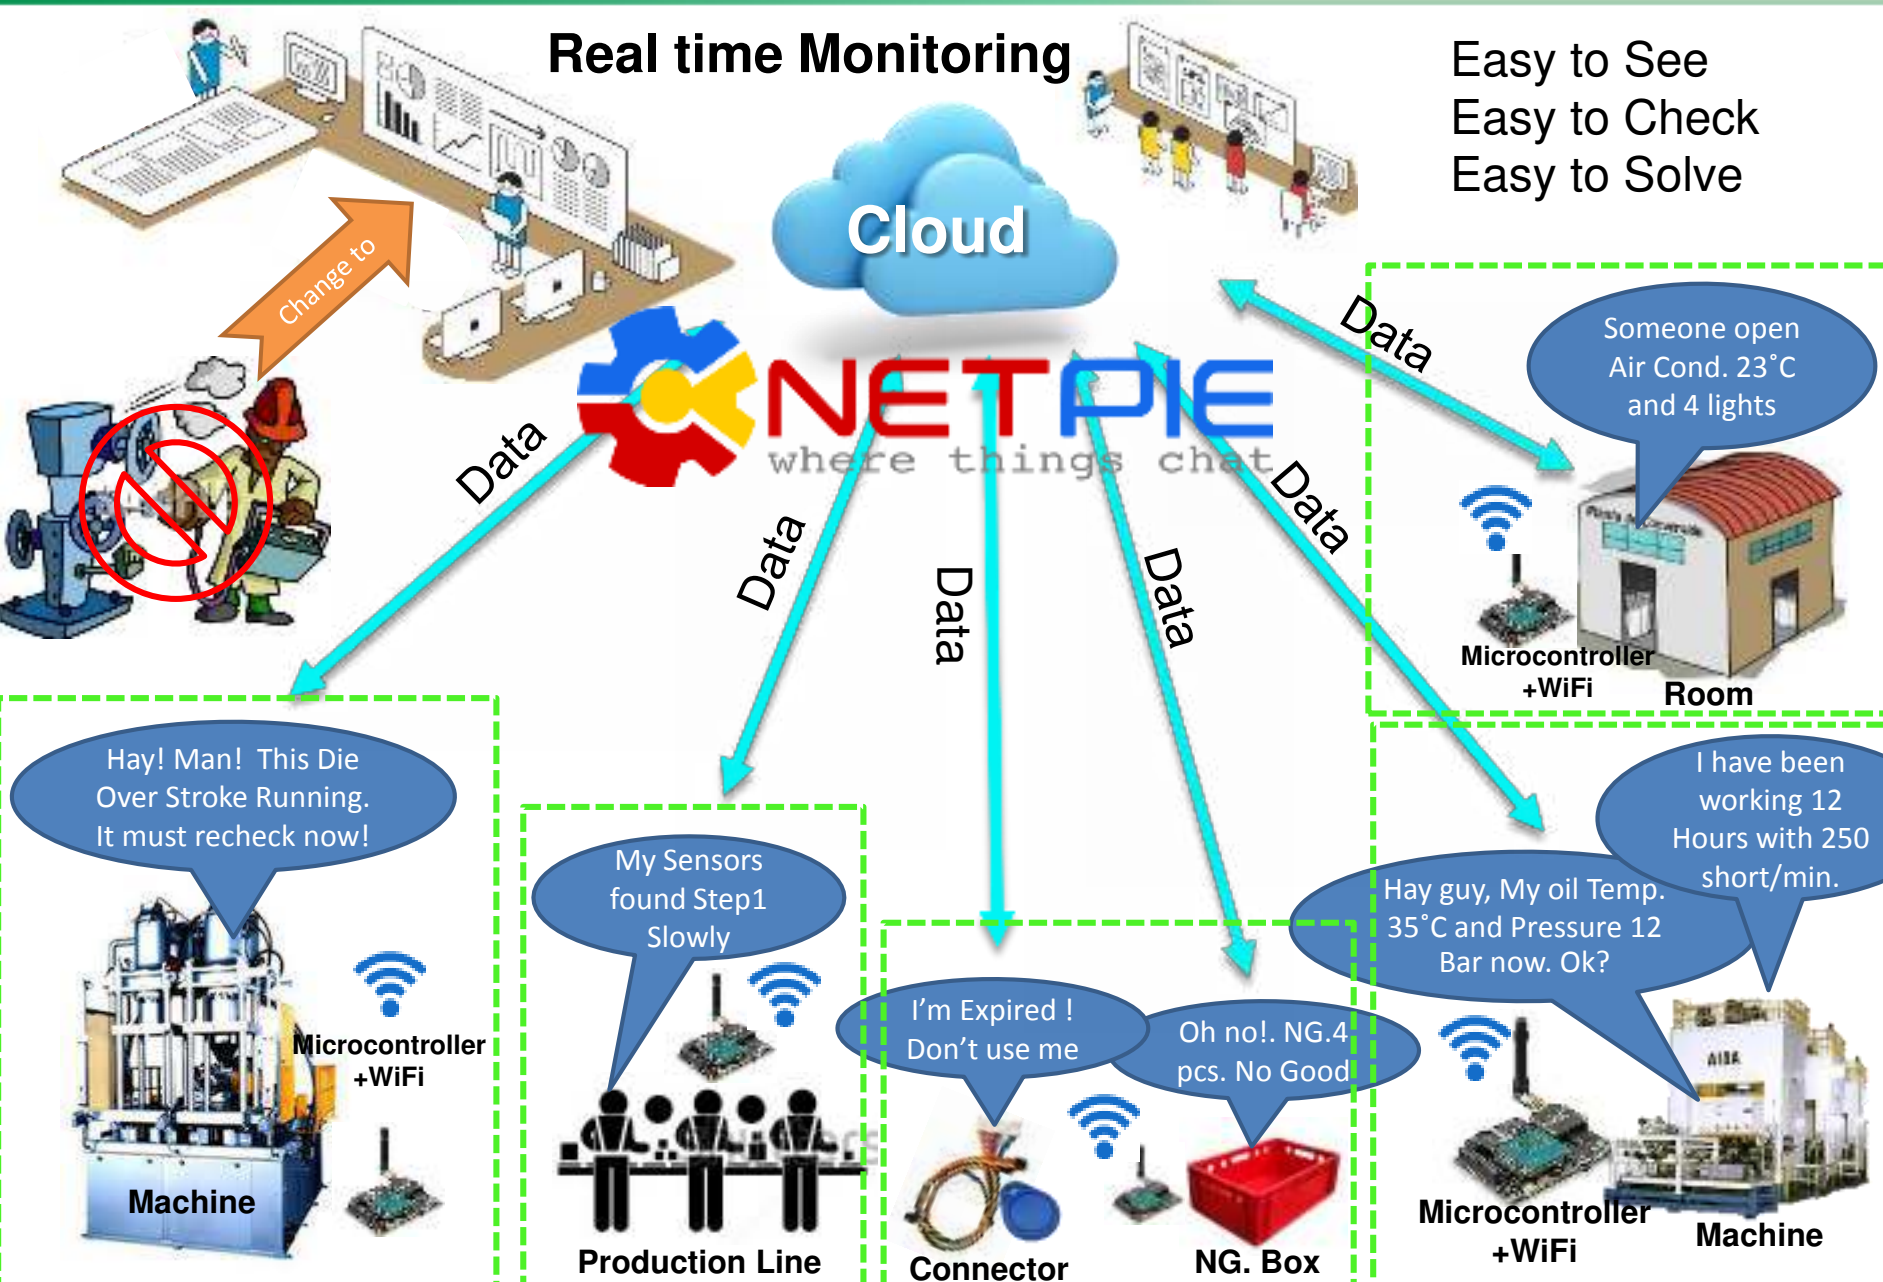 Real time Monitoring
Easy to See
Easy to Check
Easy to Solve
Cloud
Change to
NETPIE
where things chat
Data
Data
Data
Data
Data
Data
Someone open
Air Cond. 23˚C
and 4 lights
Microcontroller
+WiFi
Room
Hay! Man!  This Die
Over Stroke Running.
It must recheck now!
Microcontroller
+WiFi
Machine
My Sensors
found Step1
Slowly
Production Line
I'm Expired !
Don't use me
Connector
Oh no!. NG.4
pcs. No Good
NG. Box
I have been
working 12
Hours with 250
short/min.
Hay guy, My oil Temp.
35˚C and Pressure 12
Bar now. Ok?
AIDA
Microcontroller
+WiFi
Machine